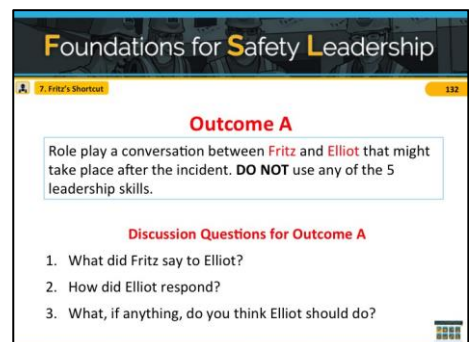 Foundations for Safety Leadership
7. Fritz's Shortcut
132
Outcome A
Role play a conversation between Fritz and Elliot that might
take place after the incident. DO NOT use any of the 5
leadership skills.
Discussion Questions for Outcome A
1. What did Fritz say to Elliot?
2. How did Elliot respond?
3. What, if anything, do you think Elliot should do?